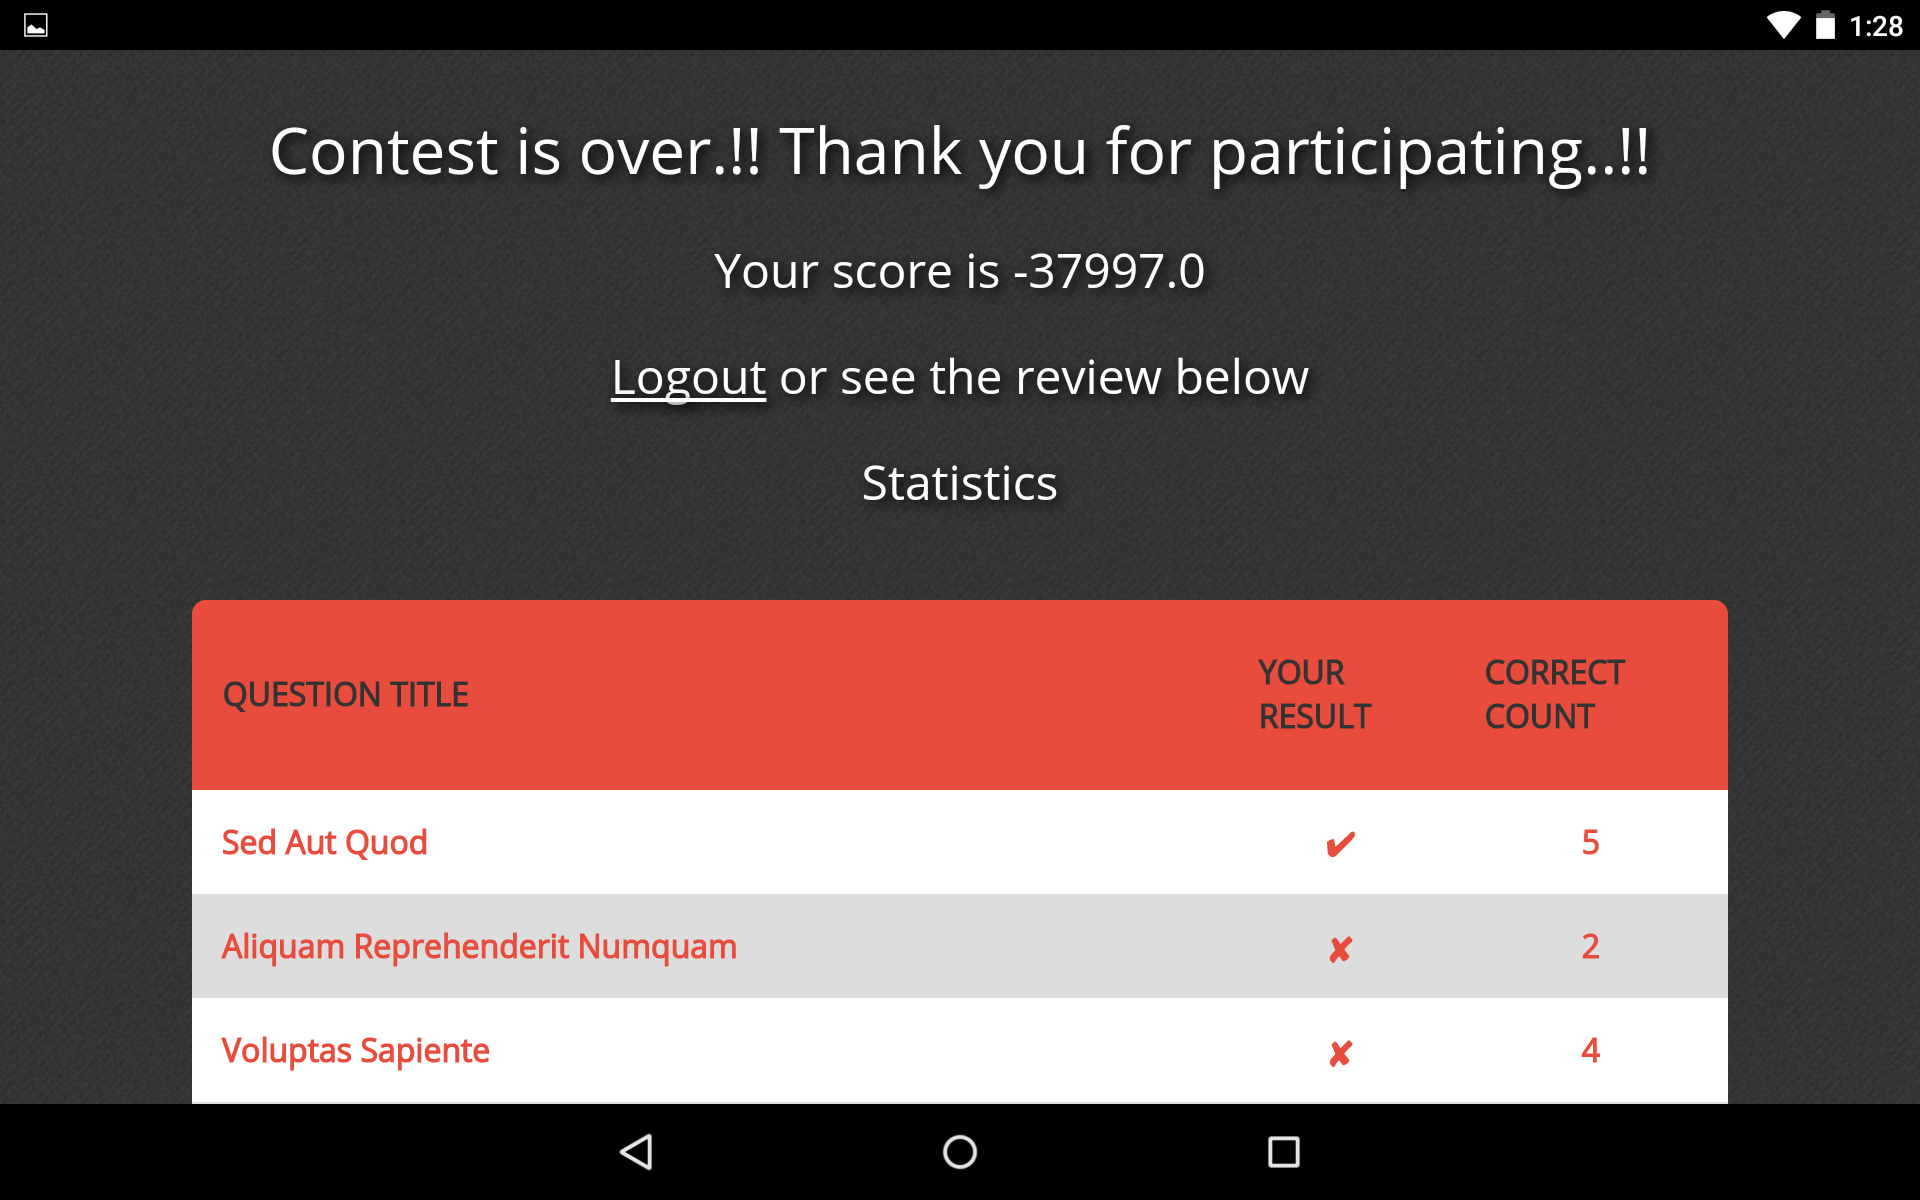 1:28
Contest is over.!! Thank you for participating..!!
Your score is -37997.0
Logout or see the review below
Statistics
QUESTION TITLE
YOUR
RESULT
CORRECT
COUNT
Sed Aut Quod ✔ 5
Aliquam Reprehenderit Numquam ✘ 2
Voluptas Sapiente ✘ 4